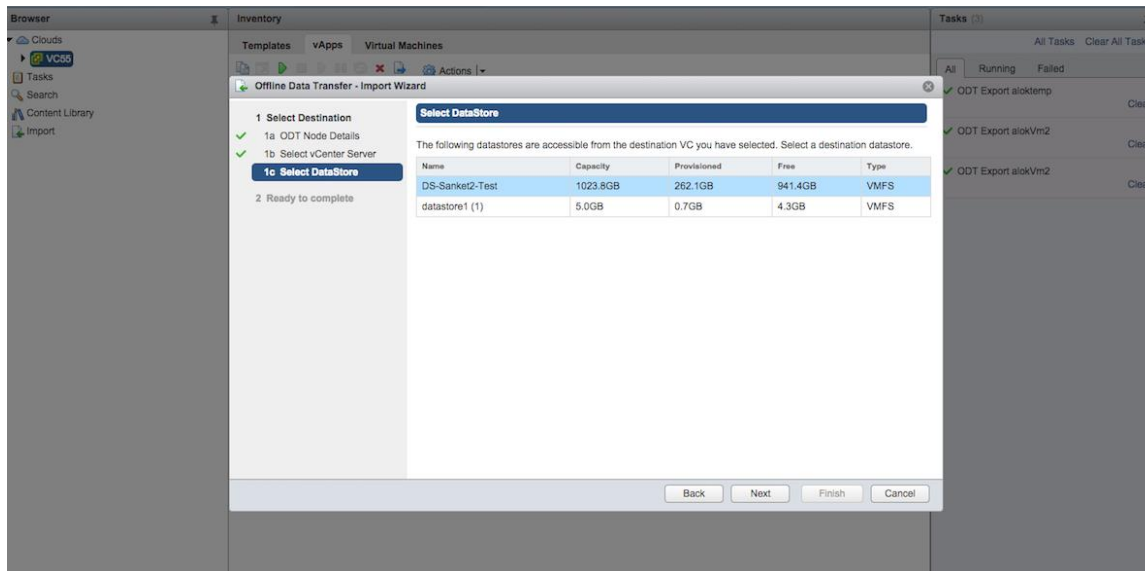 Browser
Clouds
VC55
Tasks
Search
Content Library
Import
Inventory
Templates vApps Virtual Machines
Actions
Offline Data Transfer - Import Wizard
1 Select Destination
1a ODT Node Details
1b Select vCenter Server
1c Select DataStore
2 Ready to complete
Select DataStore
The following datastores are accessible from the destination VC you have selected. Select a destination datastore.
Name Capacity Provisioned Free Type
DS-Sanket2-Test 1023.8GB 262.1GB 941.4GB VMFS
datastore1 (1) 5.0GB 0.7GB 4.3GB VMFS
Back Next Finish Cancel
Tasks (3)
All Tasks Clear All Task
All Running Failed
ODT Export aloktemp
Clea
ODT Export alokVm2
Clea
ODT Export alokVm2
Clea